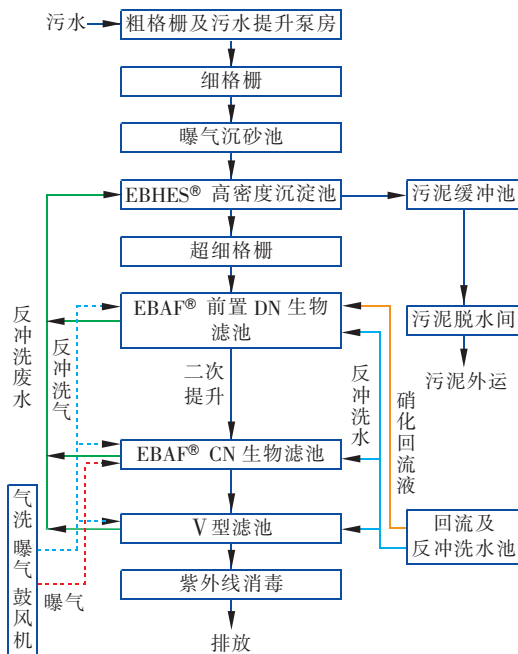 污水
粗格栅及污水提升泵房
细格栅
曝气沉砂池
EBHES® 高密度沉淀池
污泥缓冲池
超细格栅
EBAF® 前置 DN 生物
滤池
污泥脱水间
污泥外运
反冲洗废水
反冲洗气
二次
提升
反冲洗水
硝化回流液
EBAF® CN 生物滤池
气洗 曝气 鼓风机
V型滤池
回流及
反冲洗水池
曝气
紫外线消毒
排放